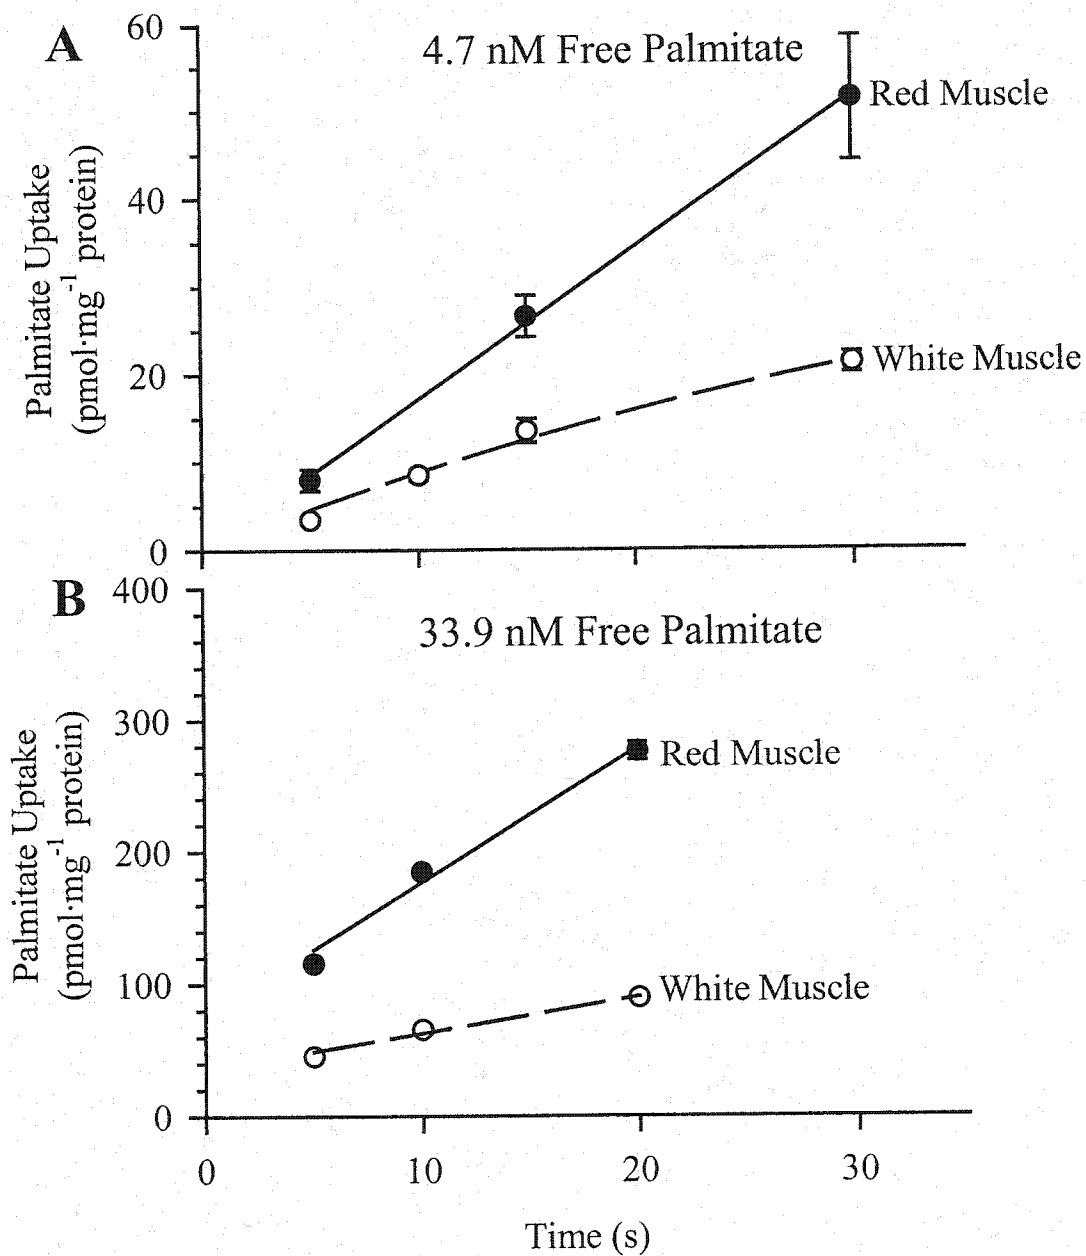 A
4.7 nM Free Palmitate
60
40
20
0
Palmitate Uptake
(pmol·mg⁻¹ protein)
Red Muscle
White Muscle
B
33.9 nM Free Palmitate
400
300
200
100
0
Palmitate Uptake
(pmol·mg⁻¹ protein)
Red Muscle
White Muscle
0 10 20 30
Time (s)